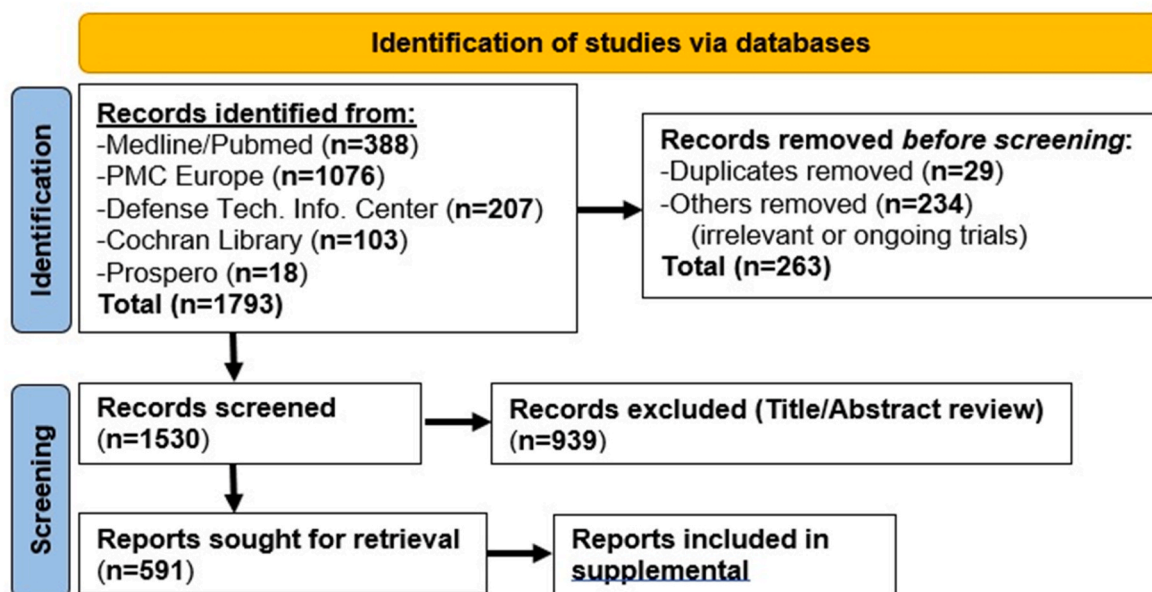 Identification of studies via databases
Identification
Records identified from:
-Medline/Pubmed (n=388)
-PMC Europe (n=1076)
-Defense Tech. Info. Center (n=207)
-Cochran Library (n=103)
-Prospero (n=18)
Total (n=1793)
Records removed before screening:
-Duplicates removed (n=29)
-Others removed (n=234)
(irrelevant or ongoing trials)
Total (n=263)
Screening
Records screened
(n=1530)
Records excluded (Title/Abstract review)
(n=939)
Reports sought for retrieval
(n=591)
Reports included in
supplemental